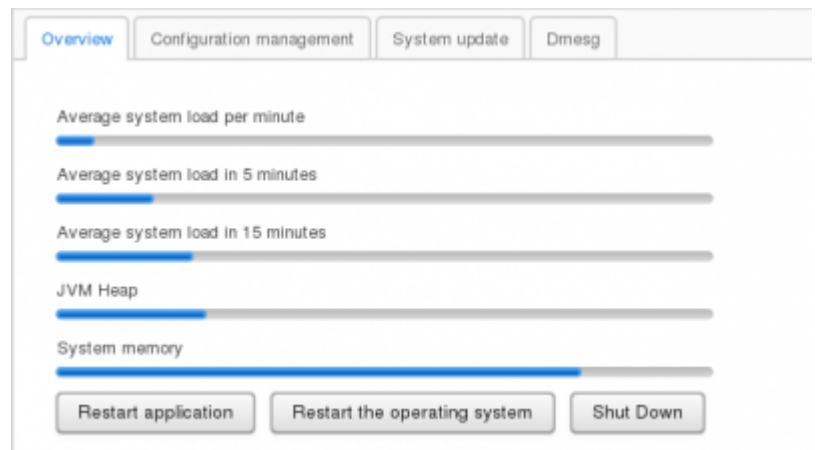 Overview Configuration management System update Dmesg
Average system load per minute
Average system load in 5 minutes
Average system load in 15 minutes
JVM Heap
System memory
Restart application Restart the operating system Shut Down